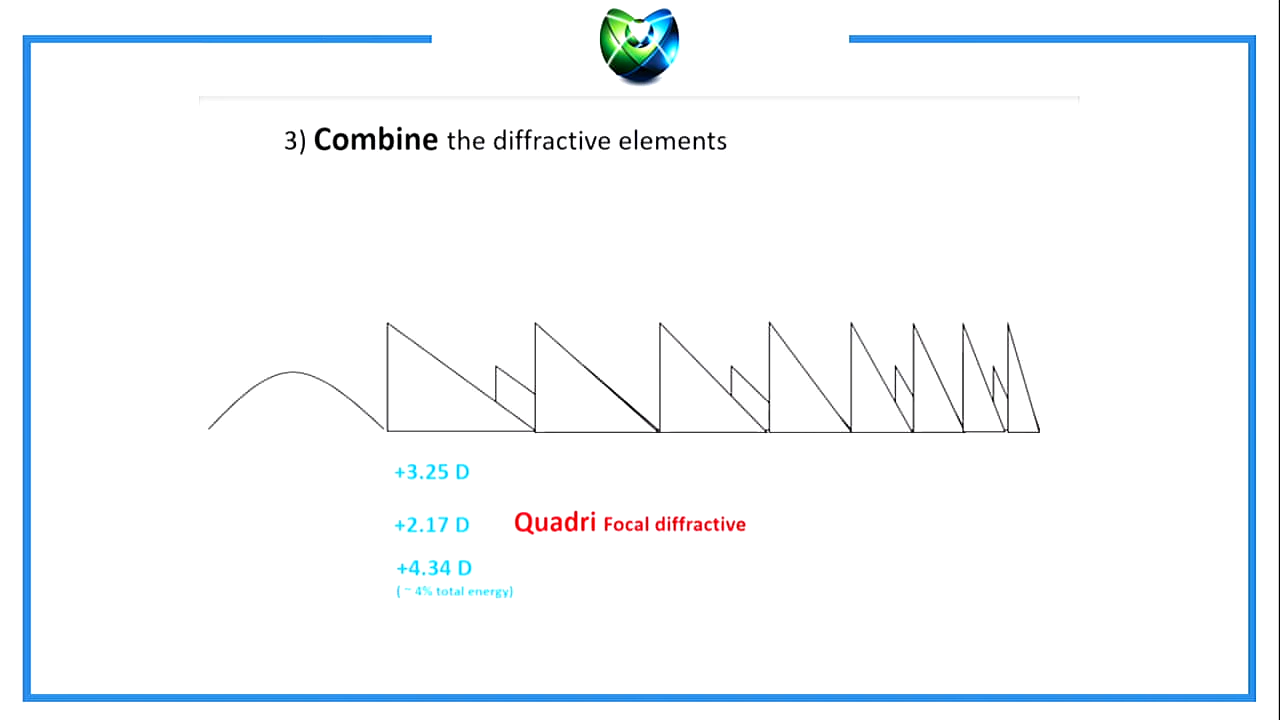 3) Combine the diffractive elements
+3.25 D
+2.17 D Quadri Focal diffractive
+4.34 D
( ~ 4% total energy)